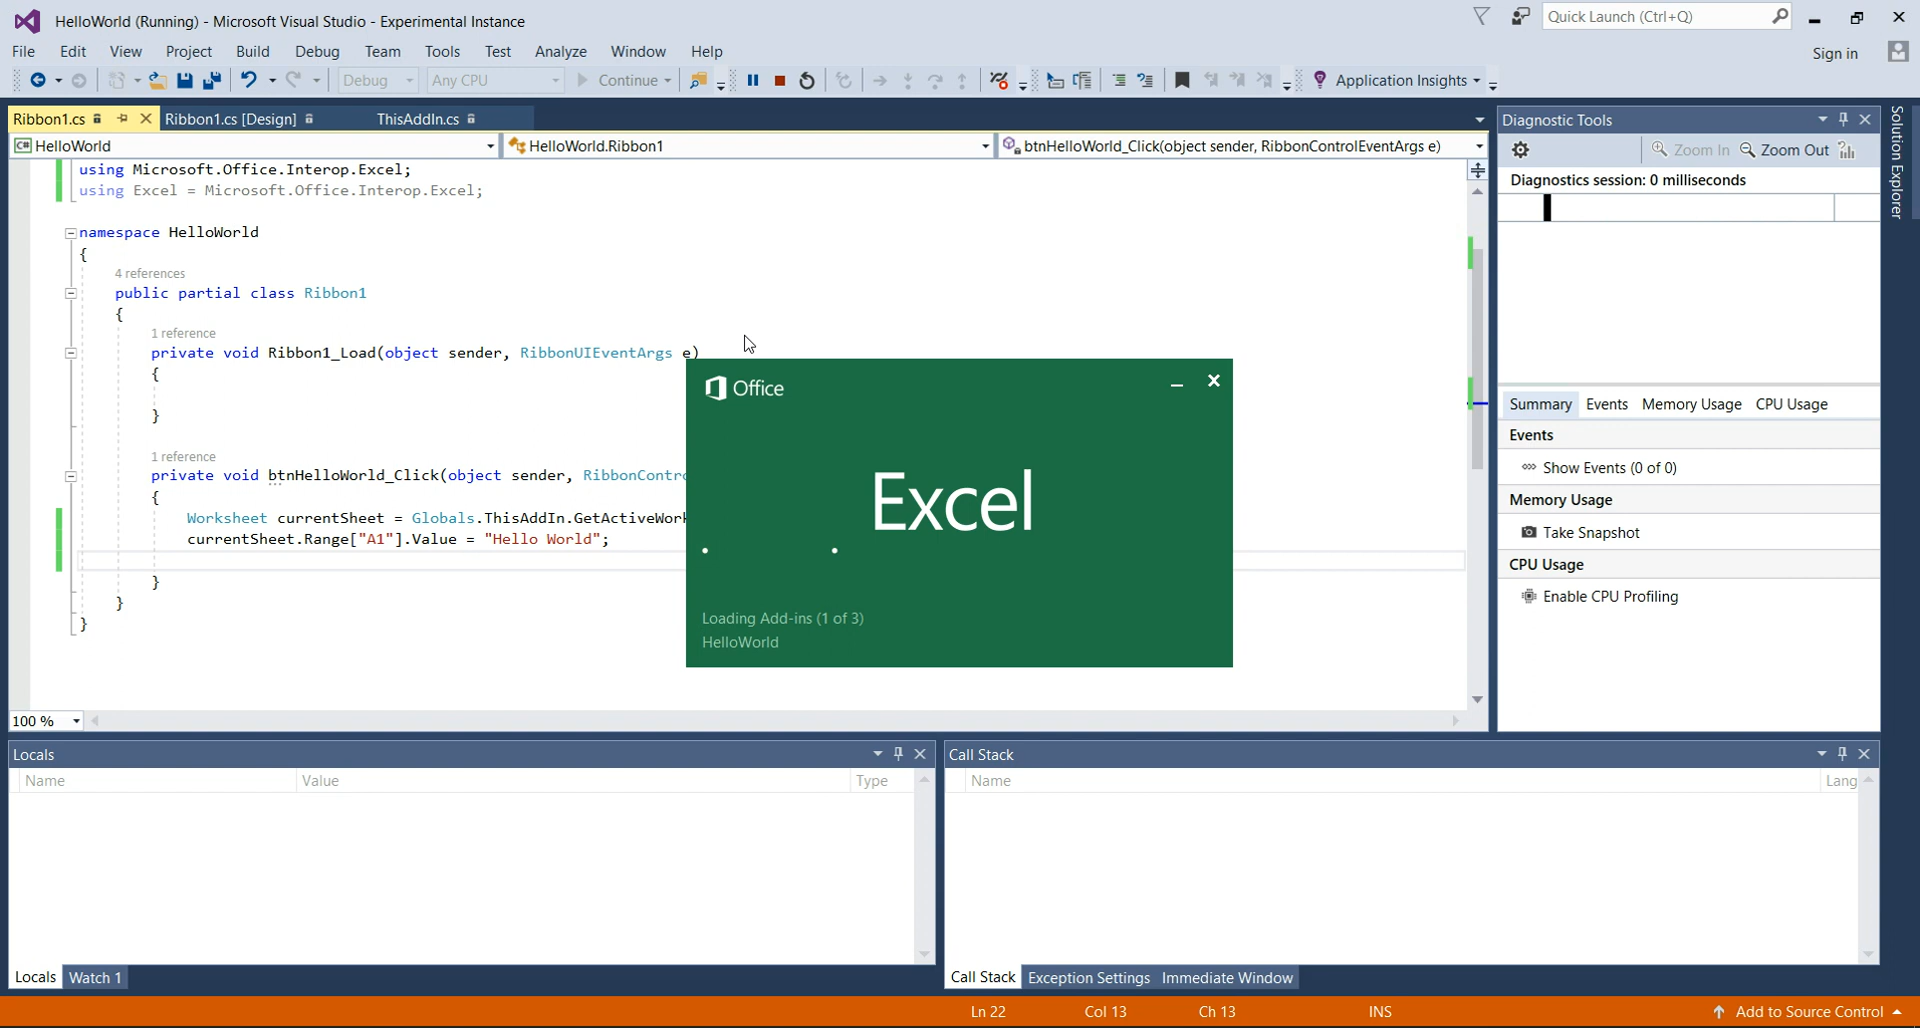 HelloWorld (Running) - Microsoft Visual Studio - Experimental Instance
Quick Launch (Ctrl+Q)
File Edit View Project Build Debug Team Tools Test Analyze Window Help
Sign in
Debug Any CPU Continue Application Insights
Ribbon1.cs Ribbon1.cs [Design] ThisAddIn.cs
HelloWorld HelloWorld.Ribbon1 btnHelloWorld_Click(object sender, RibbonControlEventArgs e)
using Microsoft.Office.Interop.Excel;
using Excel = Microsoft.Office.Interop.Excel;
namespace HelloWorld
{
4 references
public partial class Ribbon1
{
1 reference
private void Ribbon1_Load(object sender, RibbonUIEventArgs e)
{
}
1 reference
private void btnHelloWorld_Click(object sender, RibbonContro
{
Worksheet currentSheet = Globals.ThisAddIn.GetActiveWork
currentSheet.Range["A1"].Value = "Hello World";
}
}
}
Office
Excel
Loading Add-ins (1 of 3)
HelloWorld
100 %
Diagnostic Tools
Zoom In Zoom Out
Diagnostics session: 0 milliseconds
Summary Events Memory Usage CPU Usage
Events
Show Events (0 of 0)
Memory Usage
Take Snapshot
CPU Usage
Enable CPU Profiling
Solution Explorer
Locals
Name Value Type
Locals Watch 1
Call Stack
Name Lang
Call Stack Exception Settings Immediate Window
Ln 22 Col 13 Ch 13 INS Add to Source Control